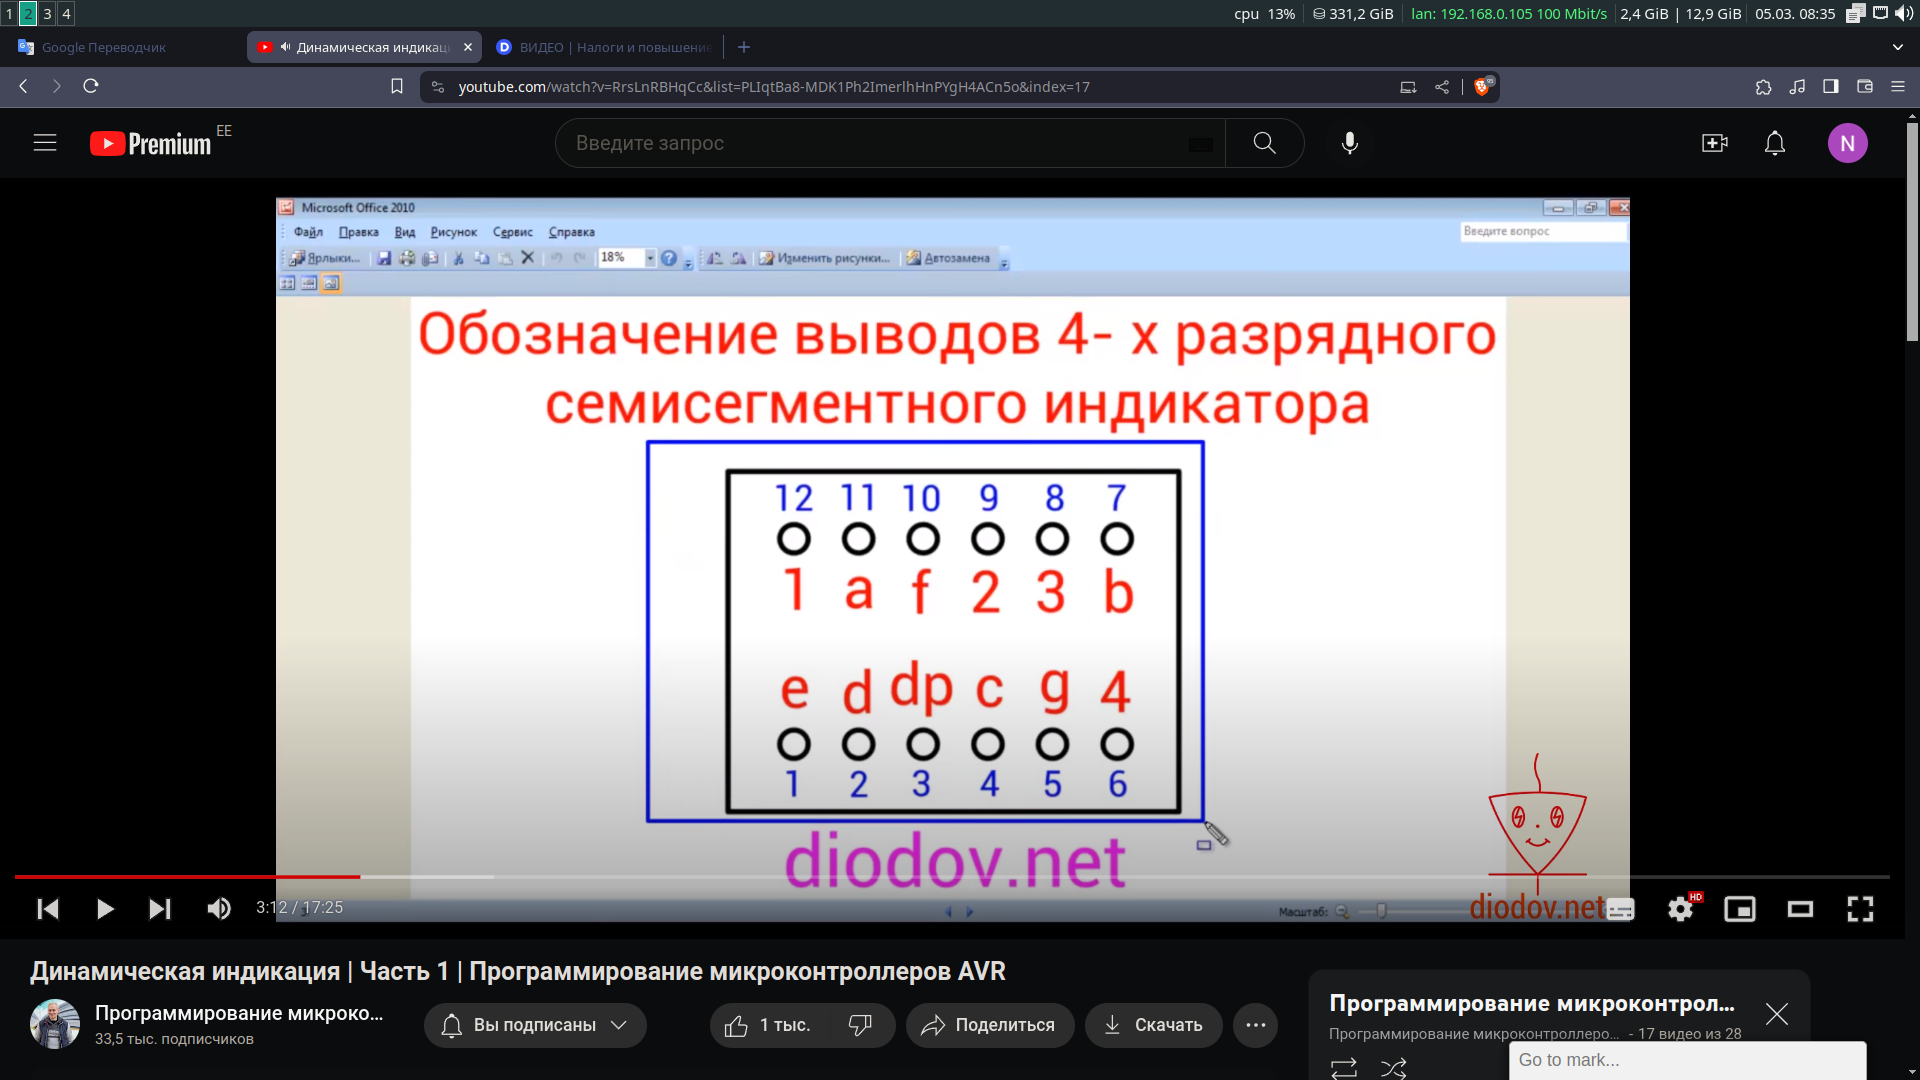 1 2 3 4
cpu 13% 331,2 GiB lan: 192.168.0.105 100 Mbit/s 2,4 GiB | 12,9 GiB 05.03. 08:35
Google Переводчик
Динамическая индикац
ВИДЕО | Налоги и повышение
youtube.com/watch?v=RrsLnRBHqCc&list=PLIqtBa8-MDK1Ph2ImerlhHnPYgH4ACn5o&index=17
95
Premium EE
Введите запрос
N
Microsoft Office 2010
Файл Правка Вид Рисунок Сервис Справка
Введите вопрос
Ярлыки... 18% Изменить рисунки... Автозамена
Обозначение выводов 4- х разрядного
семисегментного индикатора
12 11 10 9 8 7
1 a f 2 3 b
e d dp c g 4
1 2 3 4 5 6
diodov.net
Масштаб:
diodov.net
3:12 / 17:25
HD
Динамическая индикация | Часть 1 | Программирование микроконтроллеров AVR
Программирование микроко...
33,5 тыс. подписчиков
Вы подписаны
1 тыс.
Поделиться
Скачать
Программирование микроконтрол...
Программирование микроконтроллеро... - 17 видео из 28
Go to mark...